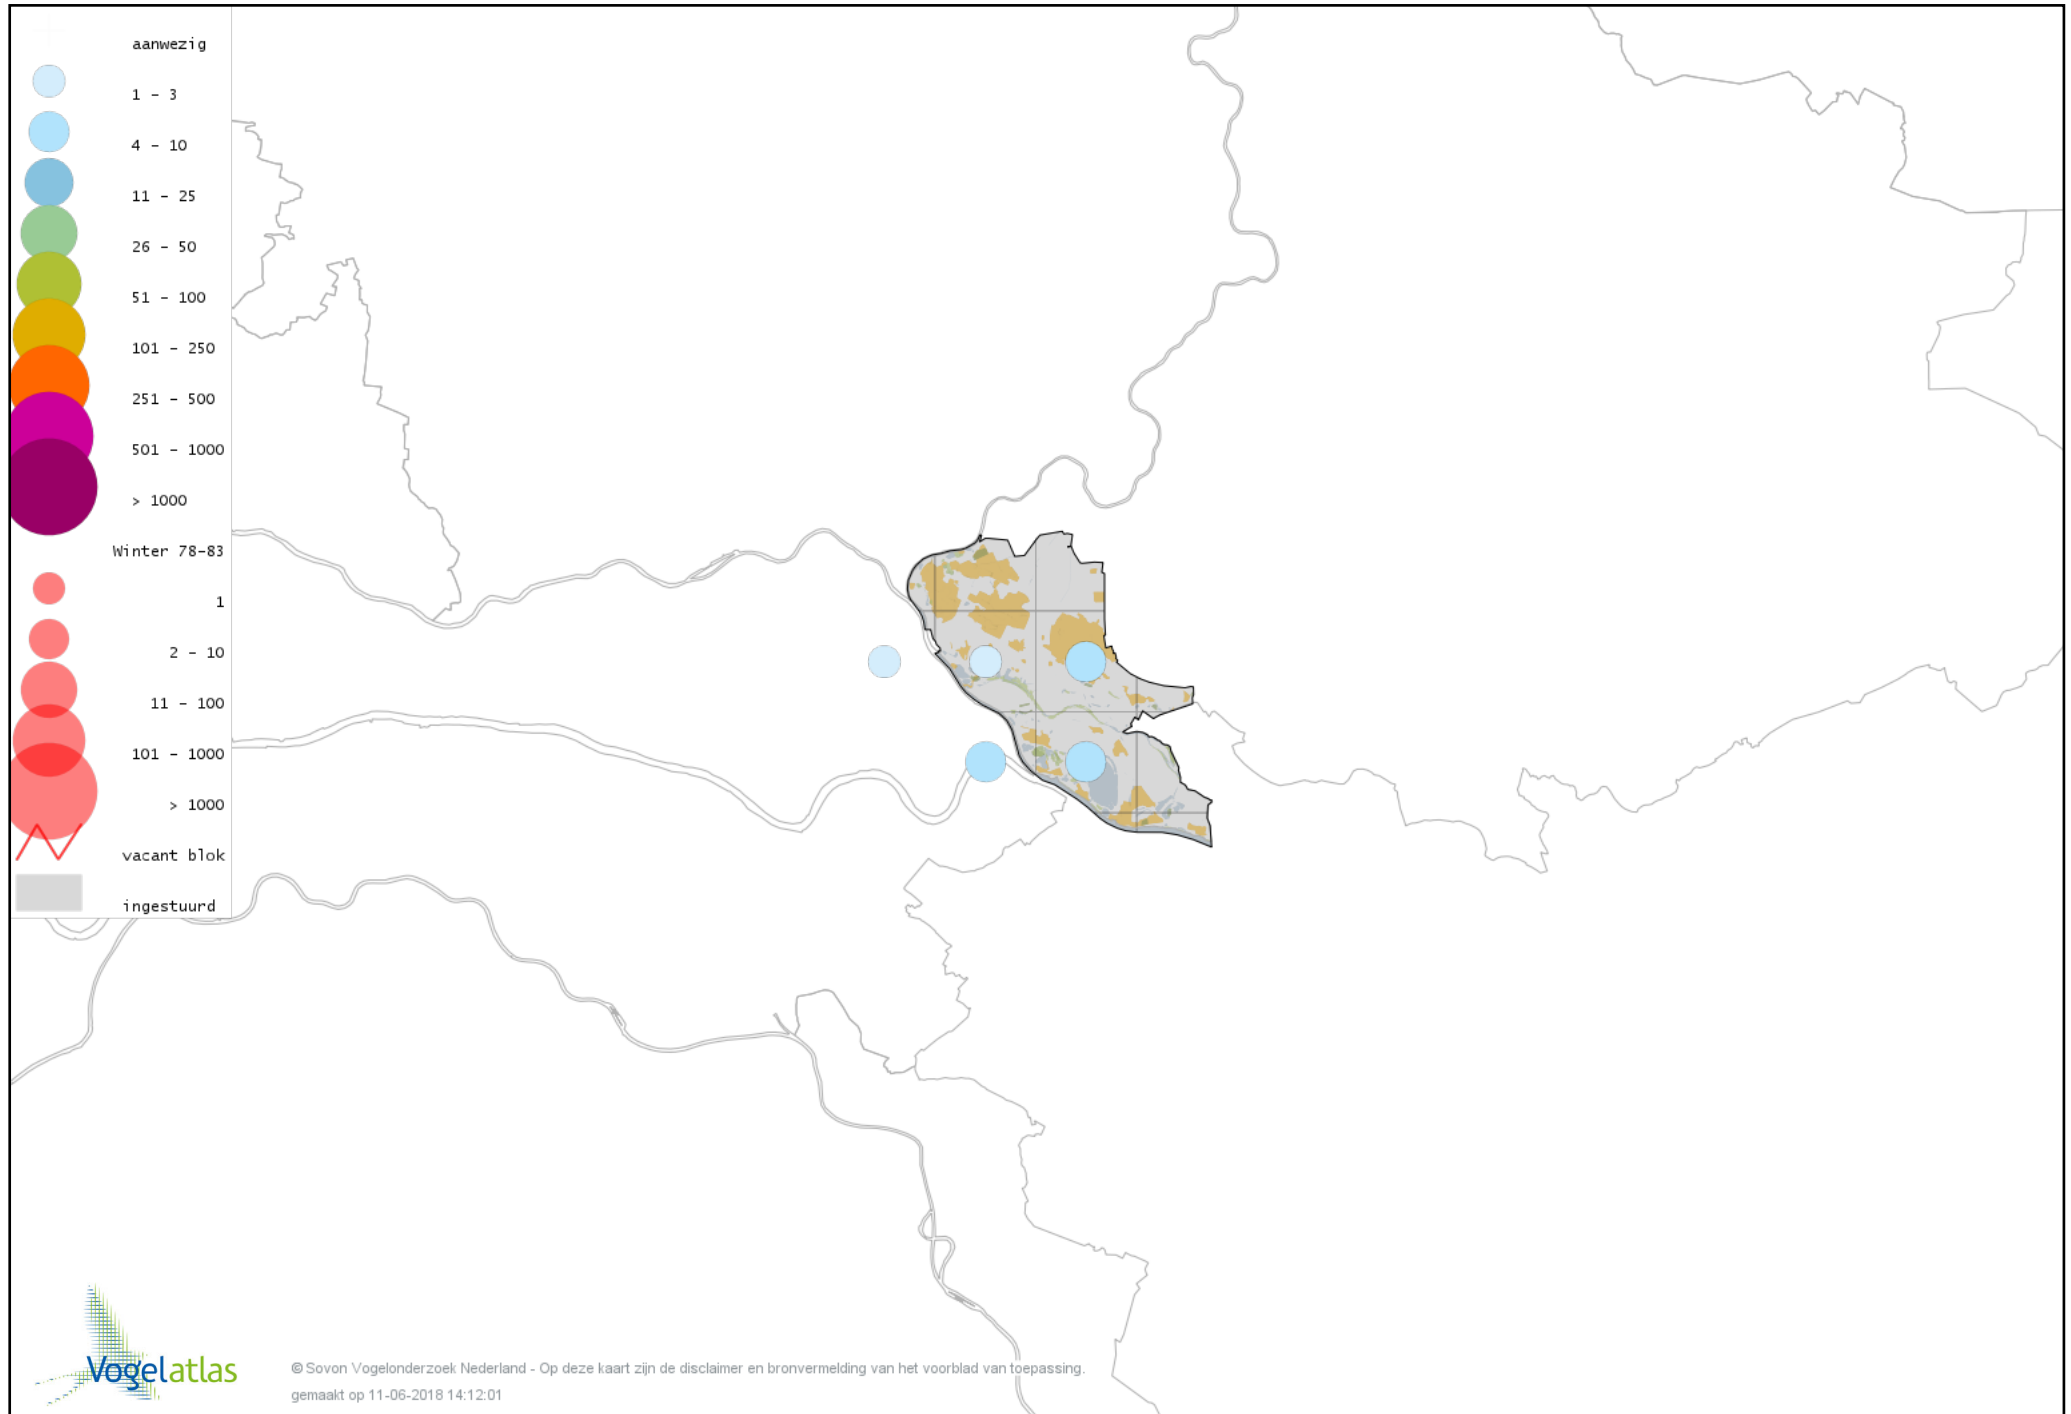 aanwezig
1 - 3
4 - 10
11 - 25
26 - 50
51 - 100
101 - 250
251 - 500
501 - 1000
> 1000
Winter 78-83
1
2 - 10
11 - 100
101 - 1000
> 1000
vacant blok
ingestuurd
Vogelatlas
© Sovon Vogelonderzoek Nederland - Op deze kaart zijn de disclaimer en bronvermelding van het voorblad van toepassing.
gemaakt op 11-06-2018 14:12:01